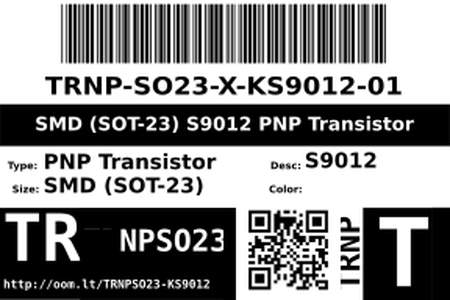 TRNP-SO23-X-KS9012-01
SMD (SOT-23) S9012 PNP Transistor
Type: PNP Transistor
Desc: S9012
Size: SMD (SOT-23)
Color:
TR
NPSO23
TRNP
T
http://oom.lt/TRNPSO23-KS9012